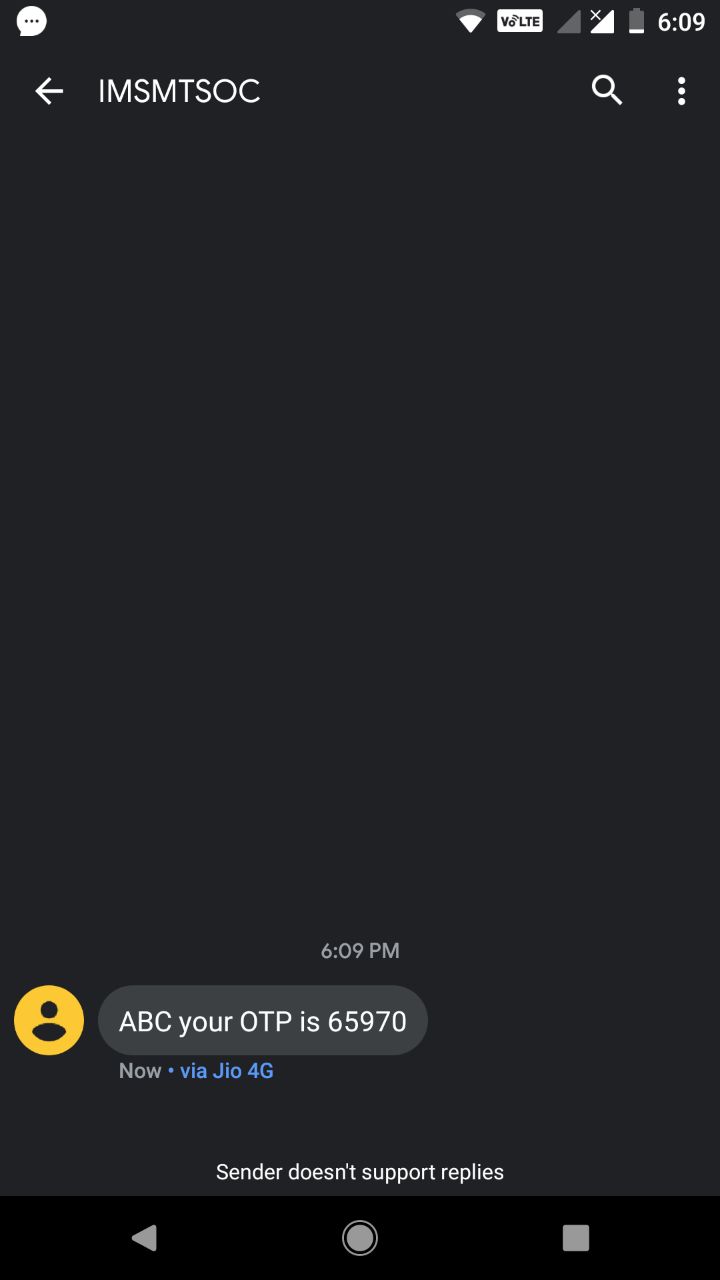 VoLTE 6:09
IMSMTSOC
6:09 PM
ABC your OTP is 65970
Now • via Jio 4G
Sender doesn't support replies